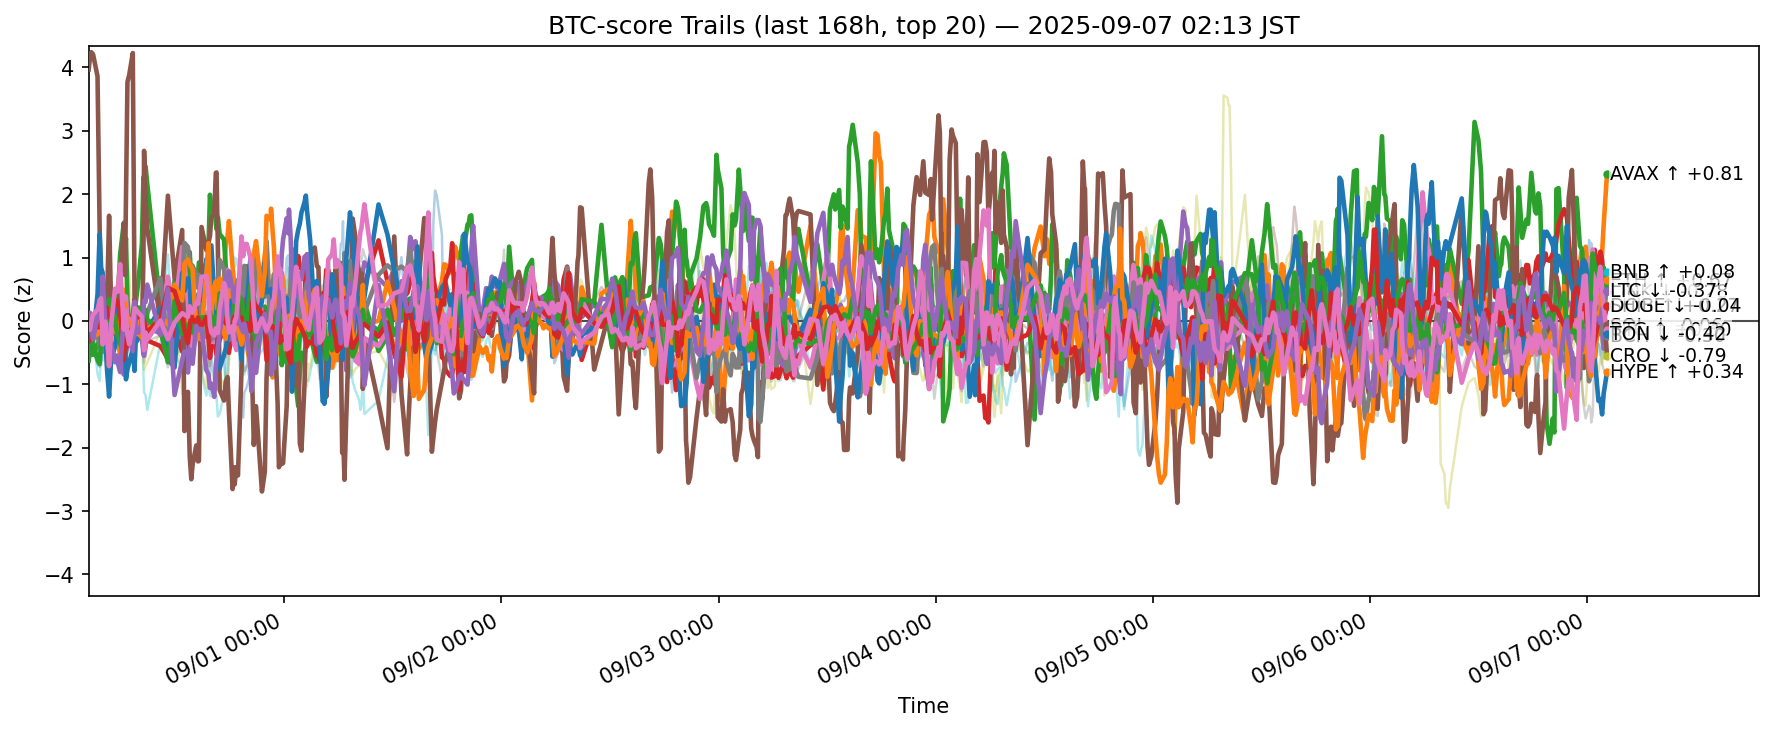 BTC-score Trails (last 168h, top 20) — 2025-09-07 02:13 JST
Score (z)
4
3
2
1
0
−1
−2
−3
−4
AVAX ↑ +0.81
BNB ↑ +0.08
LTC ↓ -0.37
DOGE ↓ -0.04
TON ↓ -0.42
CRO ↓ -0.79
HYPE ↑ +0.34
09/01 00:00
09/02 00:00
09/03 00:00
09/04 00:00
09/05 00:00
09/06 00:00
09/07 00:00
Time